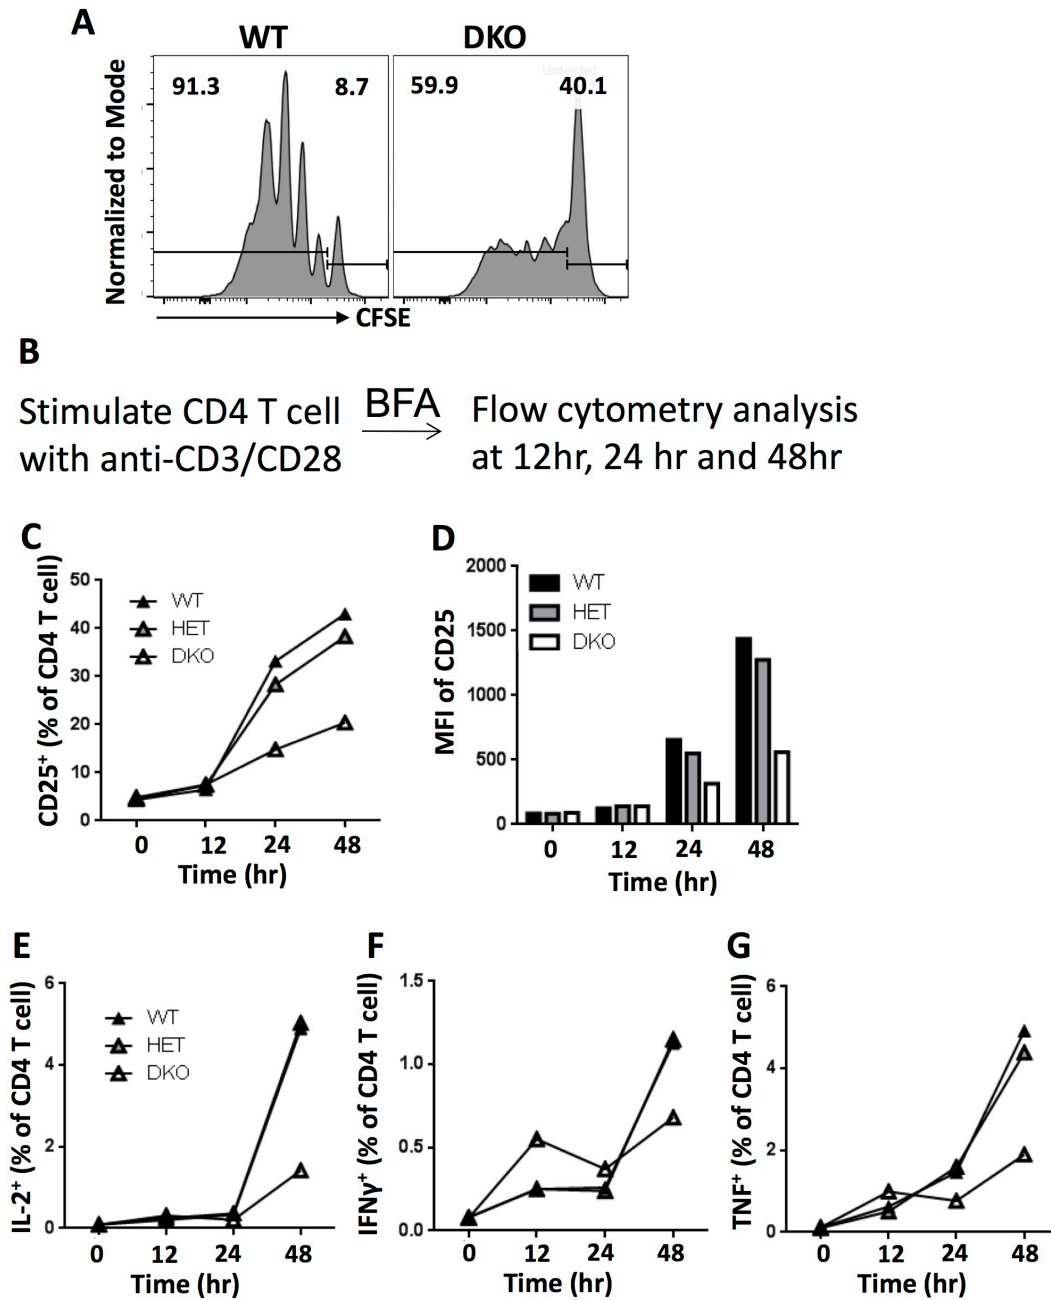 A
WT
DKO
91.3
8.7
59.9
Undivided
40.1
Normalized to Mode
CFSE
B
Stimulate CD4 T cell
with anti-CD3/CD28
BFA
Flow cytometry analysis
at 12hr, 24 hr and 48hr
C
CD25⁺ (% of CD4 T cell)
50
40
30
20
10
0
WT
HET
DKO
0 12 24 48
Time (hr)
D
MFI of CD25
2000
1500
1000
500
0
WT
HET
DKO
0 12 24 48
Time (hr)
E
IL-2⁺ (% of CD4 T cell)
6
4
2
0
WT
HET
DKO
0 12 24 48
Time (hr)
F
IFNγ⁺ (% of CD4 T cell)
1.5
1.0
0.5
0.0
0 12 24 48
Time (hr)
G
TNF⁺ (% of CD4 T cell)
6
4
2
0
0 12 24 48
Time (hr)